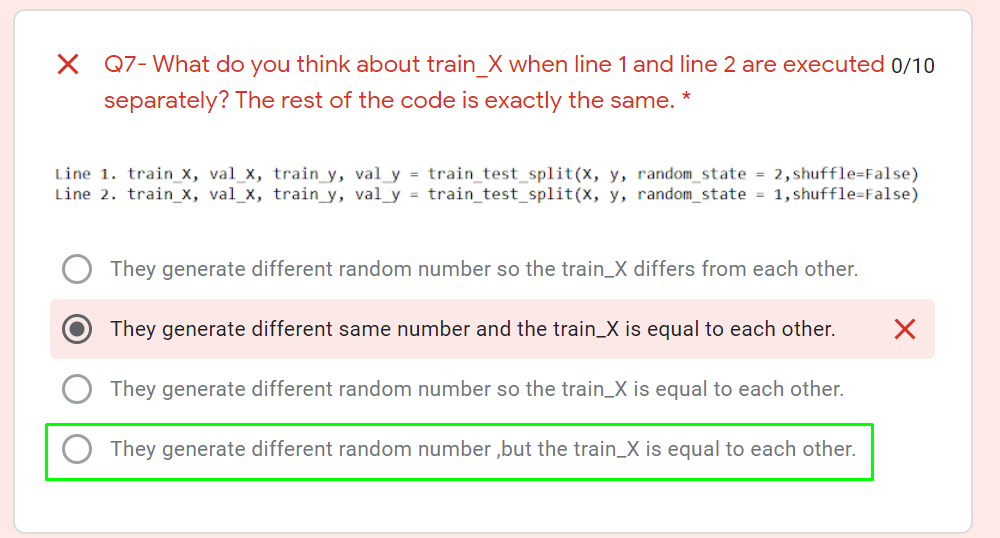 Q7- What do you think about train_X when line 1 and line 2 are executed 0/10
separately? The rest of the code is exactly the same. *
Line 1. train_X, val_X, train_y, val_y = train_test_split(X, y, random_state = 2,shuffle=False)
Line 2. train_X, val_X, train_y, val_y = train_test_split(X, y, random_state = 1,shuffle=False)
They generate different random number so the train_X differs from each other.
They generate different same number and the train_X is equal to each other.
They generate different random number so the train_X is equal to each other.
They generate different random number ,but the train_X is equal to each other.